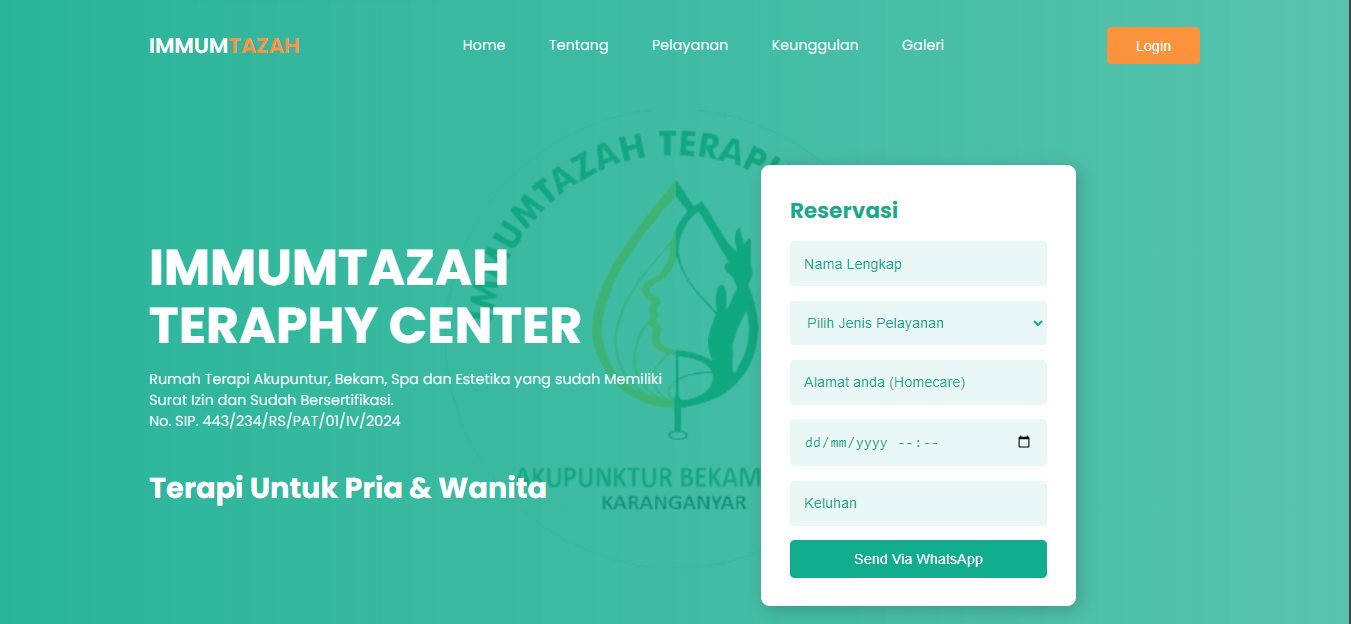 IMMUMTAZAH
Home
Tentang
Pelayanan
Keunggulan
Galeri
Login
IMMUMTAZAH TERAPI
IMMUMTAZAH
TERAPHY CENTER
Rumah Terapi Akupuntur, Bekam, Spa dan Estetika yang sudah Memiliki
Surat Izin dan Sudah Bersertifikasi.
No. SIP. 443/234/RS/PAT/01/IV/2024
Terapi Untuk Pria & Wanita
AKUPUNKTUR BEKAM
KARANGANYAR
Reservasi
Nama Lengkap
Pilih Jenis Pelayanan
Alamat anda (Homecare)
dd/mm/yyyy --:--
Keluhan
Send Via WhatsApp